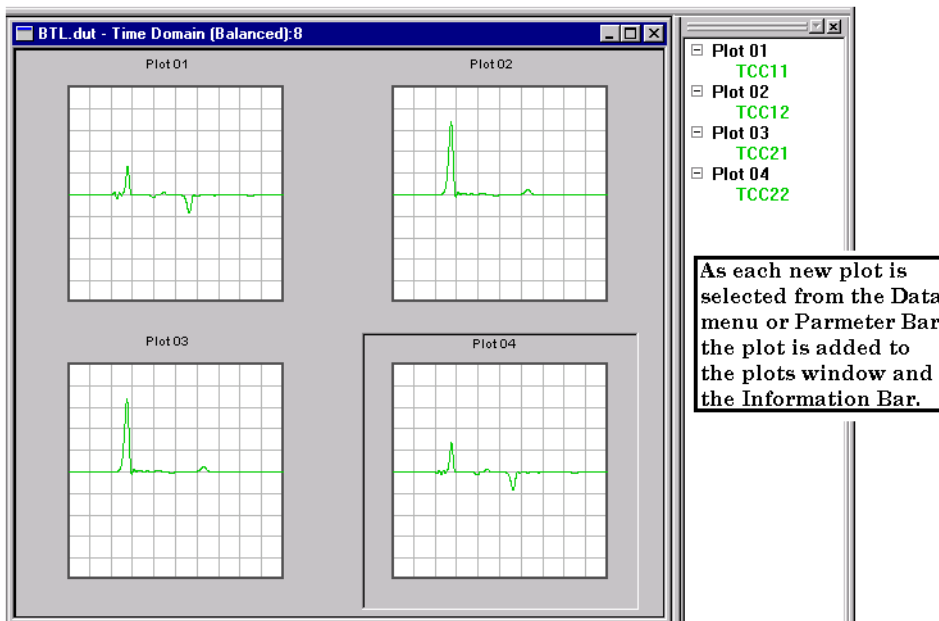 BTL.dut - Time Domain (Balanced):8
Plot 01
Plot 02
Plot 03
Plot 04
Plot 01
TCC11
Plot 02
TCC12
Plot 03
TCC21
Plot 04
TCC22
As each new plot is
selected from the Data
menu or Parmeter Bar
the plot is added to
the plots window and
the Information Bar.